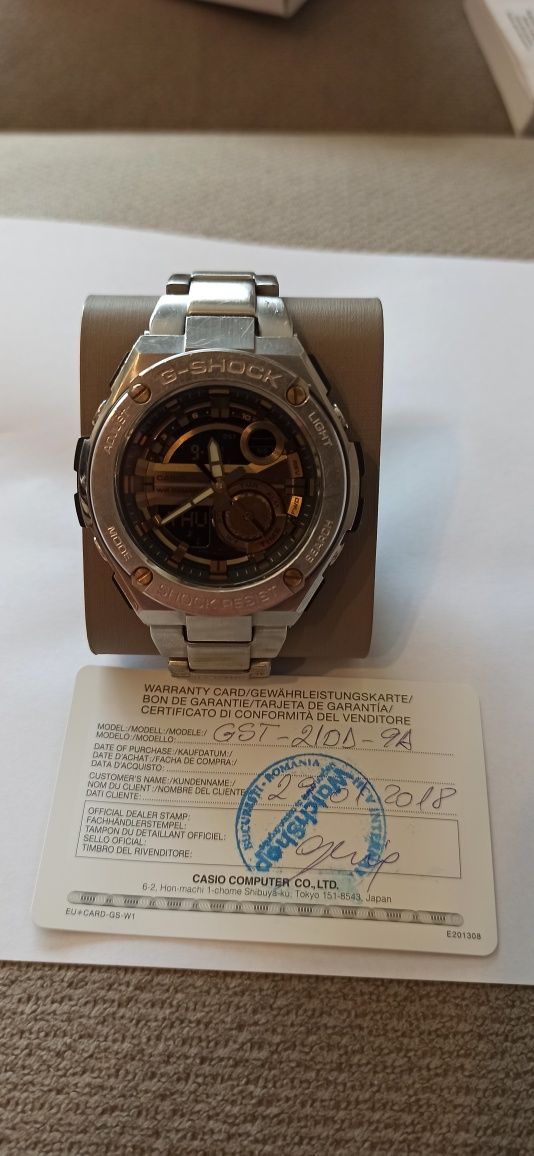 G-SHOCK
ADJUST
LIGHT
10
CASIO
THU
MODE
SEARCH
SHOCK RESIST
WARRANTY CARD/GEWÄHRLEISTUNGSKARTE/
BON DE GARANTIE/TARJETA DE GARANTÍA/
CERTIFICATO DI CONFORMITÀ DEL VENDITORE
MODEL:/MODELL:/MODELE:/
MODELO:/MODELLO: GST-210D-9A
DATE OF PURCHASE:/KAUFDATUM:/
DATE D'ACHAT:/FACHA DE COMPRA:/
DATA D'ACQUISTO:
CUSTOMER'S NAME:/KUNDENNAME:/
NOM DU CLIENT:/NOMBRE DEL CLIENTE
DATI CLIENTE: 2018
OFFICIAL DEALER STAMP:
FACHHÄNDLERSTEMPEL:
TAMPON DU DETAILLANT OFFICIEL:
SELLO OFICIAL:
TIMBRO DEL RIVENDITORE:
BUCURESTI - ROMANIA
WatchShop
CASIO COMPUTER CO.,LTD.
6-2, Hon-machi 1-chome Shibuya-ku, Tokyo 151-8543, Japan
EU✳CARD-GS-W1
E201308